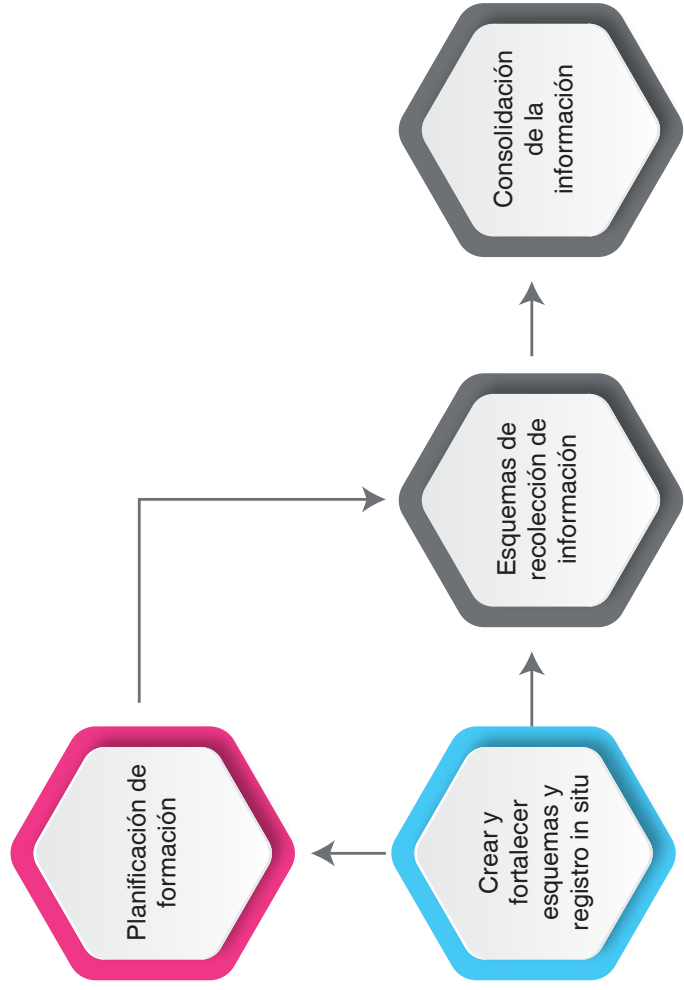 Planificación de
formación
Crear y
fortalecer
esquemas y
registro in situ
Esquemas de
recolección de
información
Consolidación
de la
información